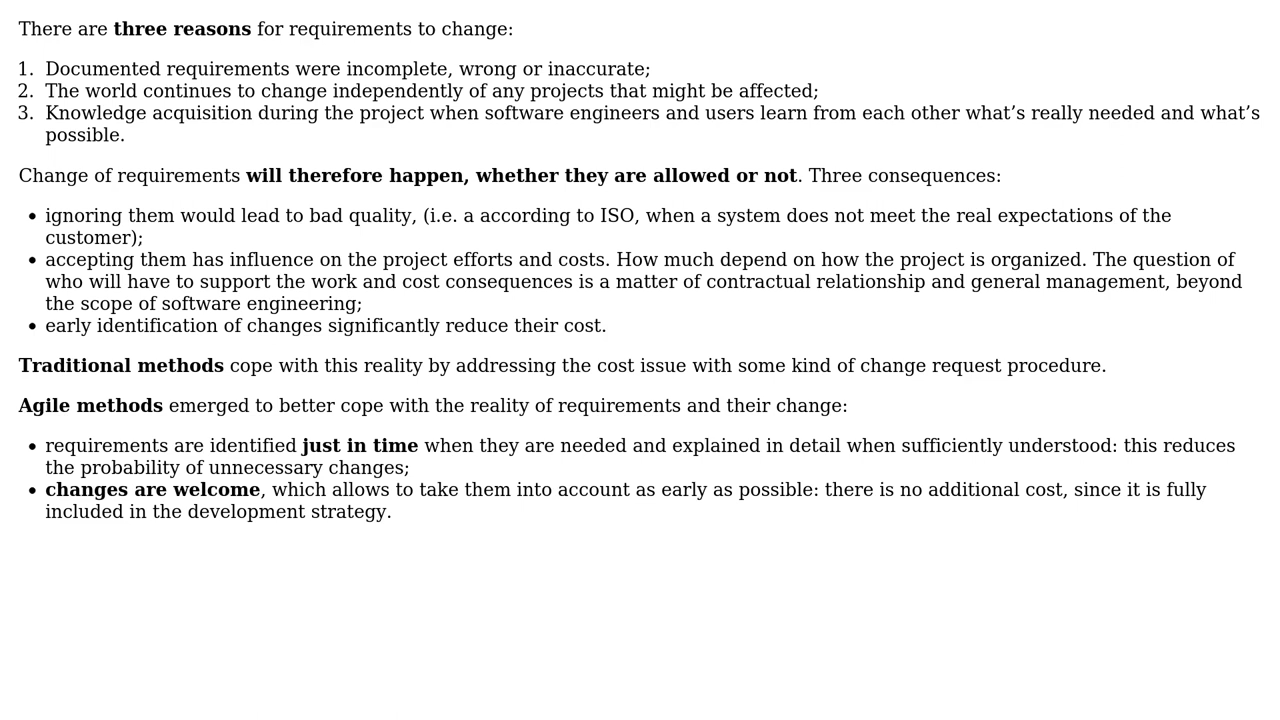 There are three reasons for requirements to change:
1. Documented requirements were incomplete, wrong or inaccurate;
2. The world continues to change independently of any projects that might be affected;
3. Knowledge acquisition during the project when software engineers and users learn from each other what’s really needed and what’s
possible.
Change of requirements will therefore happen, whether they are allowed or not. Three consequences:
• ignoring them would lead to bad quality, (i.e. a according to ISO, when a system does not meet the real expectations of the
customer);
• accepting them has influence on the project efforts and costs. How much depend on how the project is organized. The question of
who will have to support the work and cost consequences is a matter of contractual relationship and general management, beyond
the scope of software engineering;
• early identification of changes significantly reduce their cost.
Traditional methods cope with this reality by addressing the cost issue with some kind of change request procedure.
Agile methods emerged to better cope with the reality of requirements and their change:
• requirements are identified just in time when they are needed and explained in detail when sufficiently understood: this reduces
the probability of unnecessary changes;
• changes are welcome, which allows to take them into account as early as possible: there is no additional cost, since it is fully
included in the development strategy.